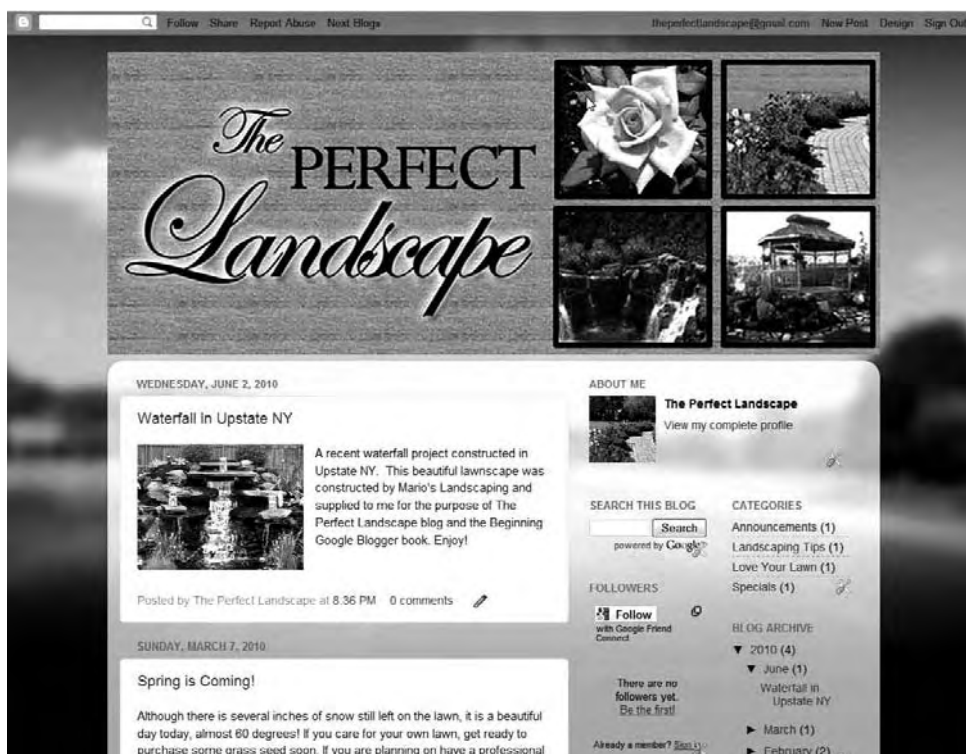 Follow Share Report Abuse Next Blog»
theperfectlandscape@gmail.com New Post Design Sign Out
The
PERFECT
Landscape
WEDNESDAY, JUNE 2, 2010
Waterfall in Upstate NY
A recent waterfall project constructed in
Upstate NY. This beautiful lawnscape was
constructed by Mario's Landscaping and
supplied to me for the purpose of The
Perfect Landscape blog and the Beginning
Google Blogger book. Enjoy!
Posted by The Perfect Landscape at 8:36 PM 0 comments
SUNDAY, MARCH 7, 2010
Spring is Coming!
Although there is several inches of snow still left on the lawn, it is a beautiful
day today, almost 60 degrees! If you care for your own lawn, get ready to
purchase some grass seed soon. If you are planning on have a professional
ABOUT ME
The Perfect Landscape
View my complete profile
SEARCH THIS BLOG
Search
powered by Google
FOLLOWERS
Follow
with Google Friend
Connect
There are no
followers yet.
Be the first!
Already a member? Sign in
CATEGORIES
Announcements (1)
Landscaping Tips (1)
Love Your Lawn (1)
Specials (1)
BLOG ARCHIVE
▼ 2010 (4)
▼ June (1)
Waterfall in
Upstate NY
► March (1)
► February (2)